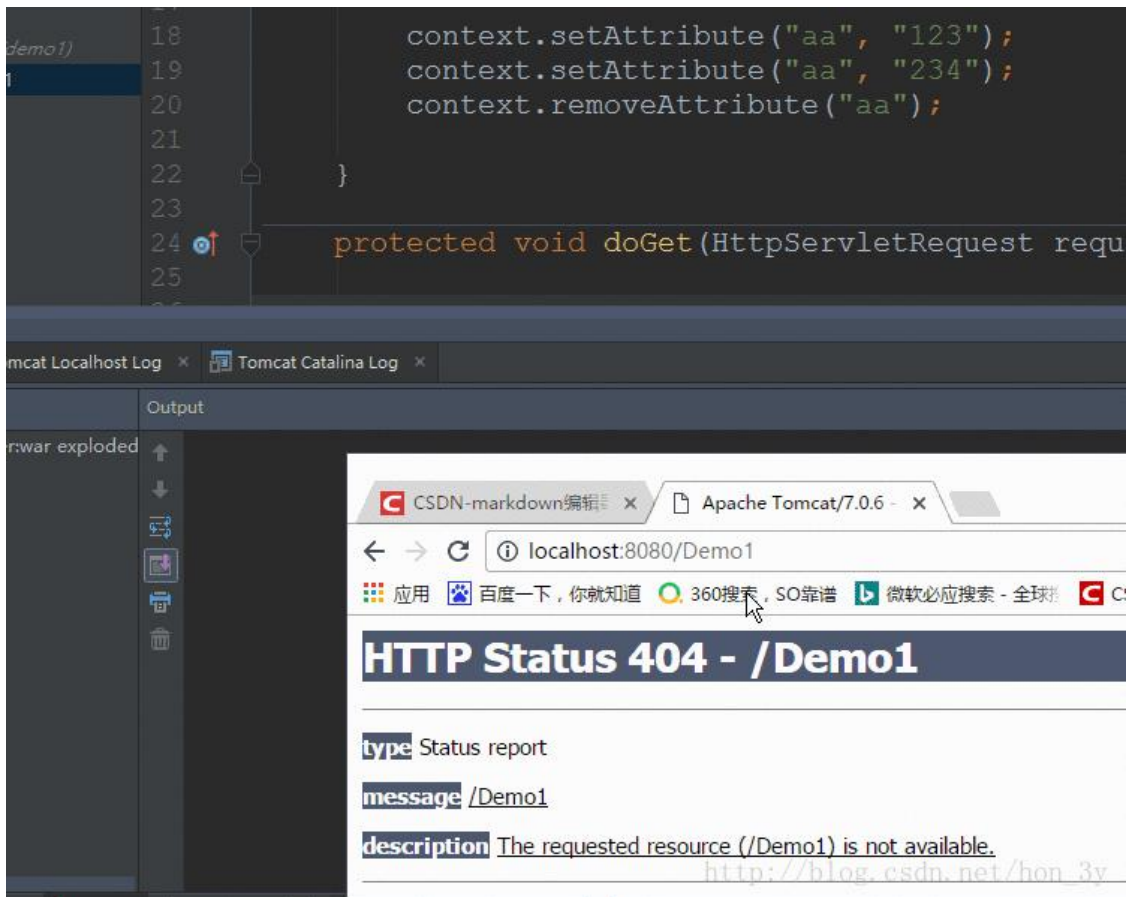 demo1)
18 context.setAttribute("aa", "123");
19 context.setAttribute("aa", "234");
20 context.removeAttribute("aa");
21
22 }
23
24 protected void doGet(HttpServletRequest requ
25
mcat Localhost Log × Tomcat Catalina Log ×
Output
r:war exploded
CSDN-markdown编辑 × Apache Tomcat/7.0.6 - ×
localhost:8080/Demo1
应用 百度一下,你就知道 360搜索,SO靠谱 微软必应搜索 - 全球 CS
HTTP Status 404 - /Demo1
type Status report
message /Demo1
description The requested resource (/Demo1) is not available.
http://blog.csdn.net/hon_3y